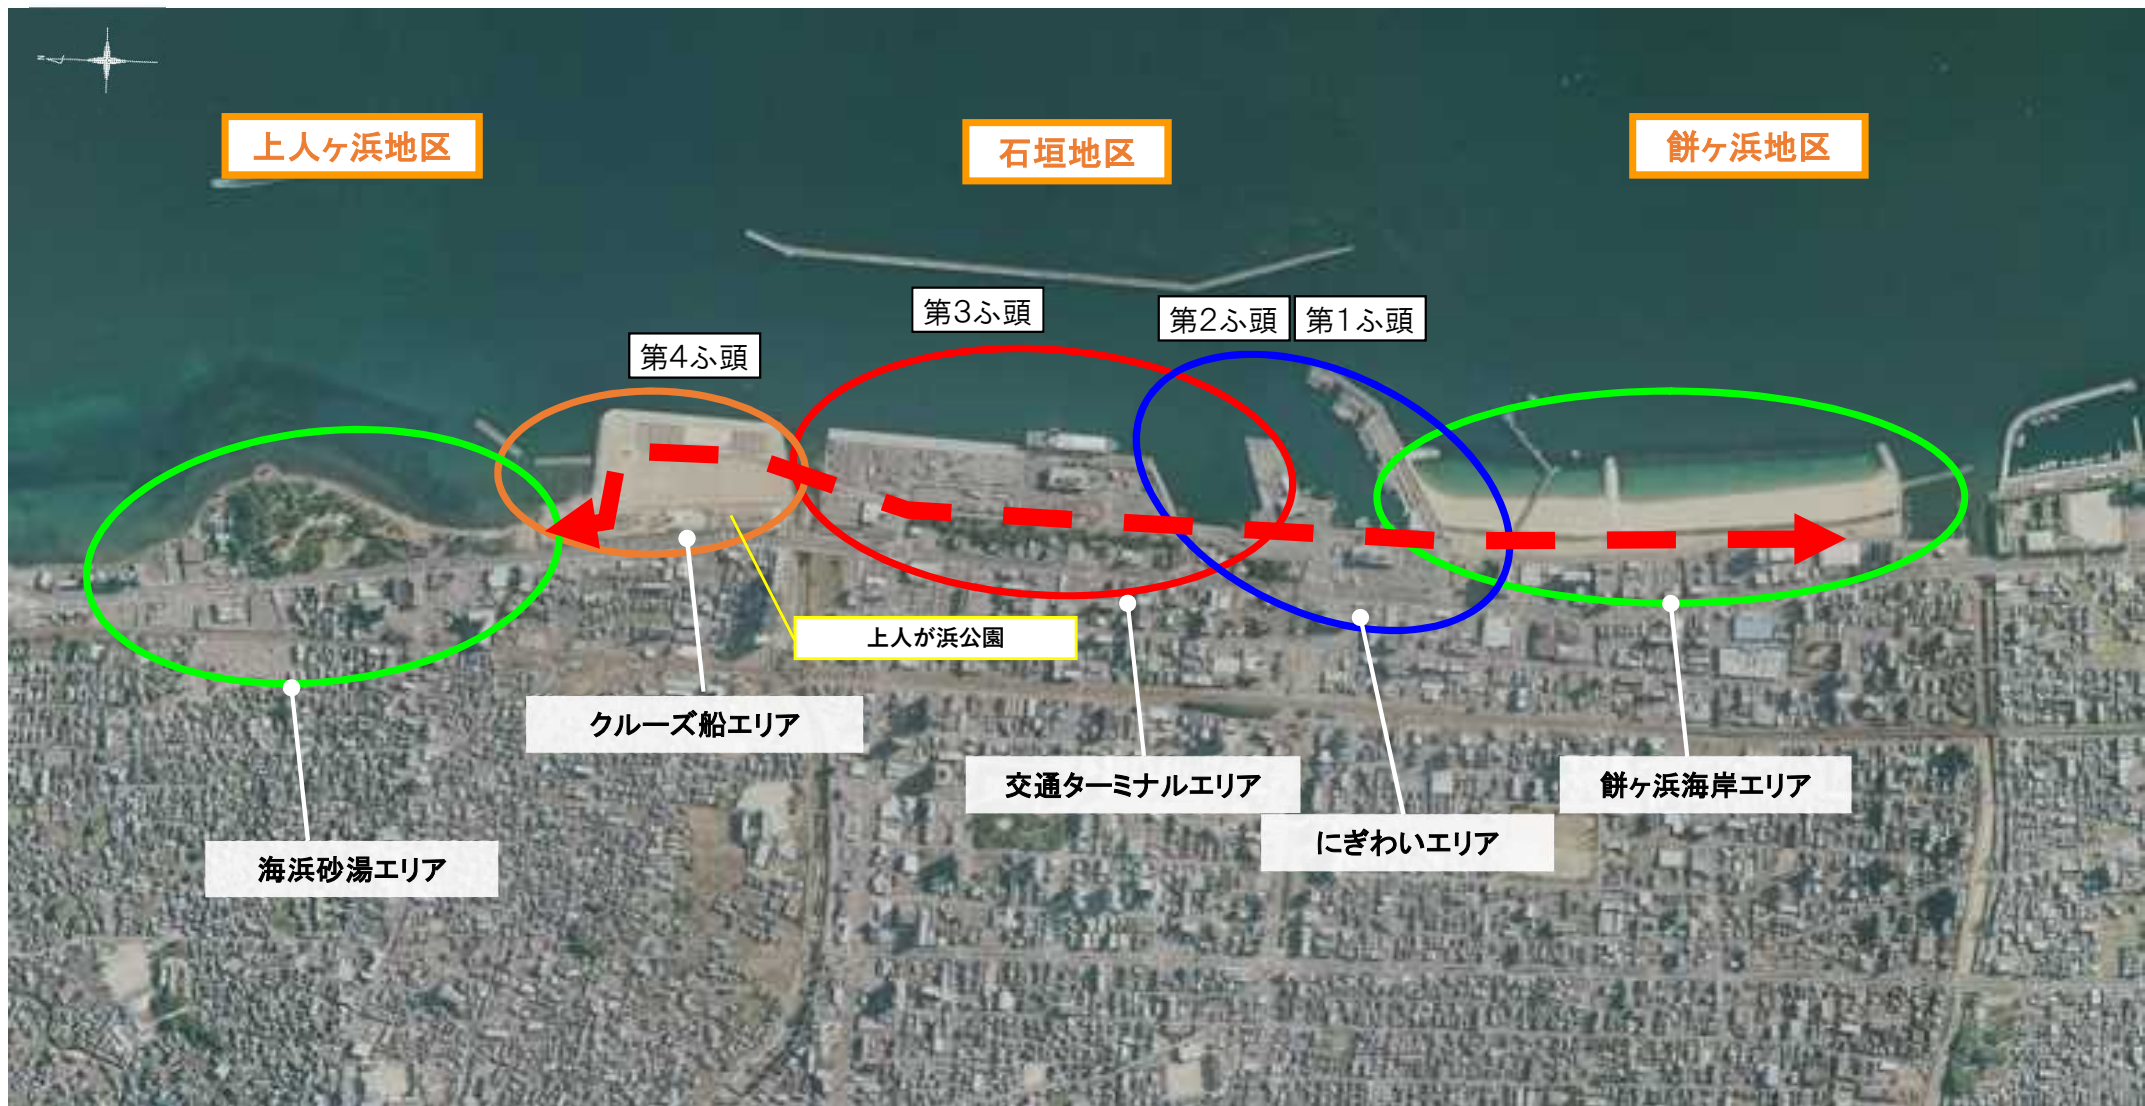 N
上人ヶ浜地区
石垣地区
餅ヶ浜地区
第3ふ頭
第2ふ頭
第1ふ頭
第4ふ頭
上人が浜公園
クルーズ船エリア
交通ターミナルエリア
餅ヶ浜海岸エリア
にぎわいエリア
海浜砂湯エリア